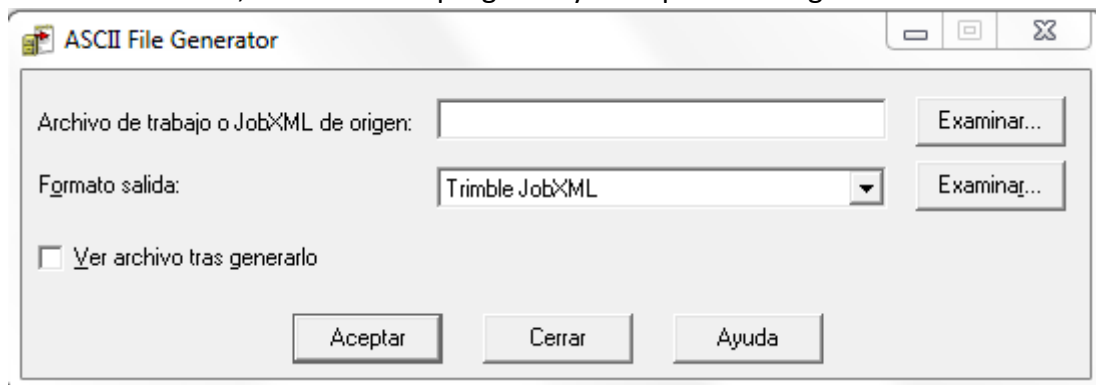 ASCII File Generator
Archivo de trabajo o JobXML de origen:
Examinar...
Formato salida:
Trimble JobXML
Examinar...
Ver archivo tras generarlo
Aceptar
Cerrar
Ayuda